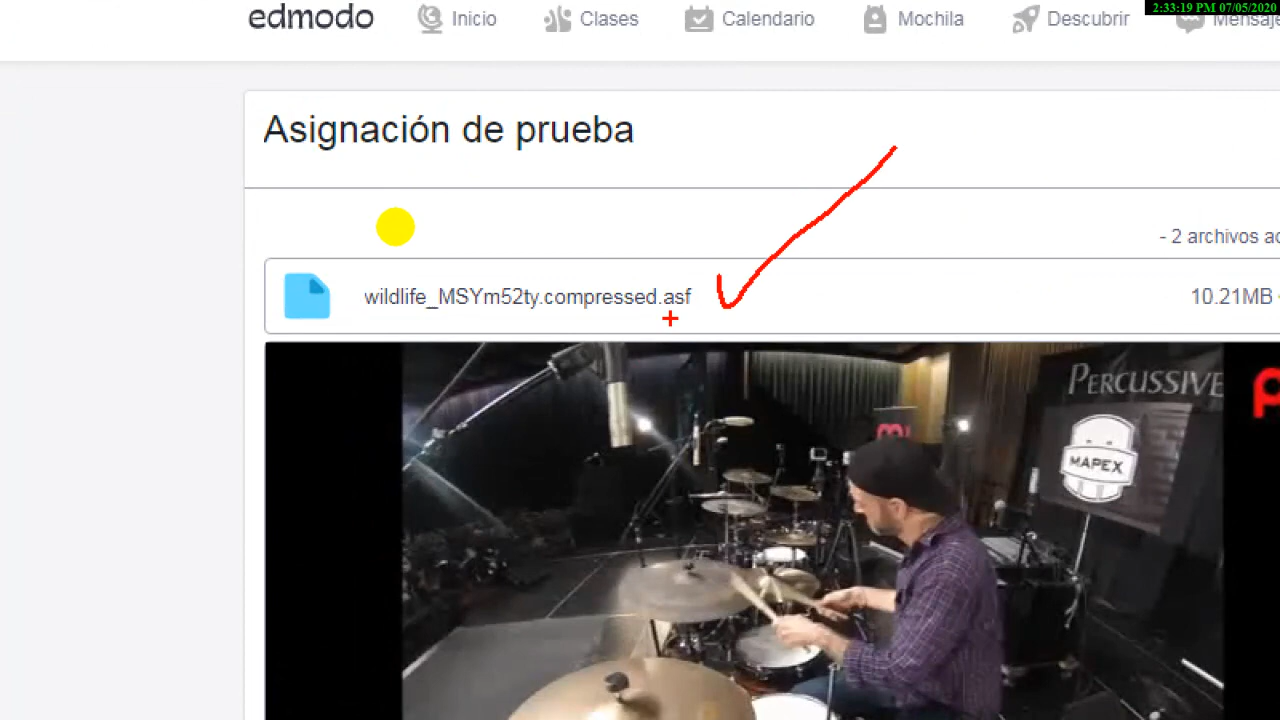 edmodo Inicio Clases Calendario Mochila Descubrir
2:33:19 PM 07/05/2020
Asignación de prueba
- 2 archivos
wildlife_MSYm52ty.compressed.asf 10.21MB
PERCUSSIVE
MAPEX